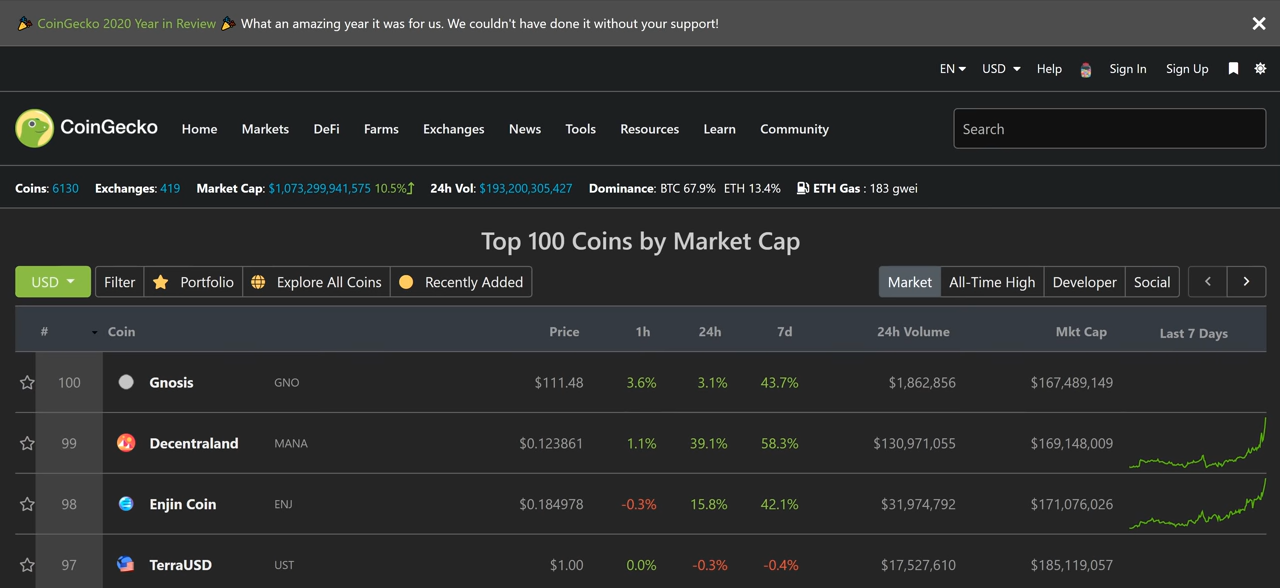 CoinGecko 2020 Year in Review What an amazing year it was for us. We couldn't have done it without your support!
EN USD Help Sign In Sign Up
CoinGecko Home Markets DeFi Farms Exchanges News Tools Resources Learn Community Search
Coins: 6130 Exchanges: 419 Market Cap: $1,073,299,941,575 10.5% 24h Vol: $193,200,305,427 Dominance: BTC 67.9% ETH 13.4% ETH Gas : 183 gwei
Top 100 Coins by Market Cap
USD Filter Portfolio Explore All Coins Recently Added Market All-Time High Developer Social
# Coin Price 1h 24h 7d 24h Volume Mkt Cap Last 7 Days
100 Gnosis GNO $111.48 3.6% 3.1% 43.7% $1,862,856 $167,489,149
99 Decentraland MANA $0.123861 1.1% 39.1% 58.3% $130,971,055 $169,148,009
98 Enjin Coin ENJ $0.184978 -0.3% 15.8% 42.1% $31,974,792 $171,076,026
97 TerraUSD UST $1.00 0.0% -0.3% -0.4% $17,527,610 $185,119,057